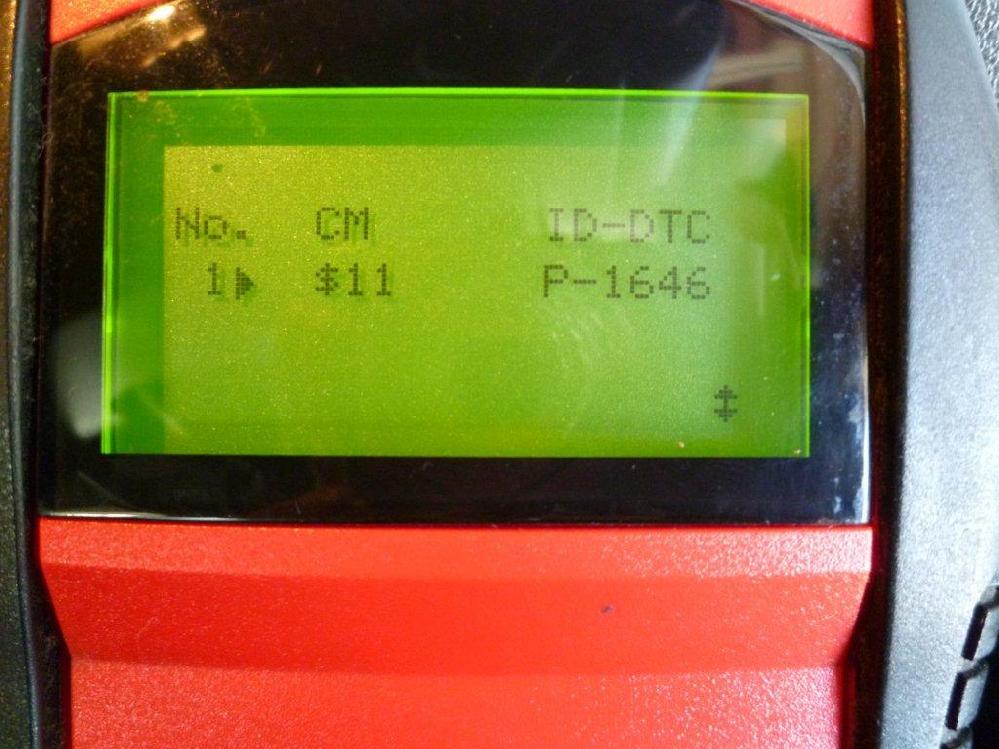 No. CM ID-DTC
1 $11 P-1646